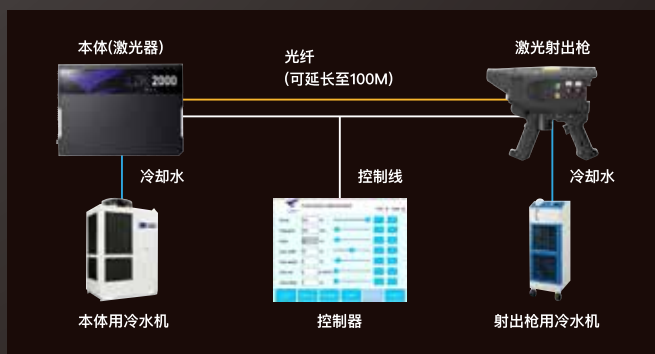 本体(激光器)
光纤
(可延长至100M)
激光射出枪
2000
冷却水
控制线
冷却水
本体用冷水机
控制器
射出枪用冷水机